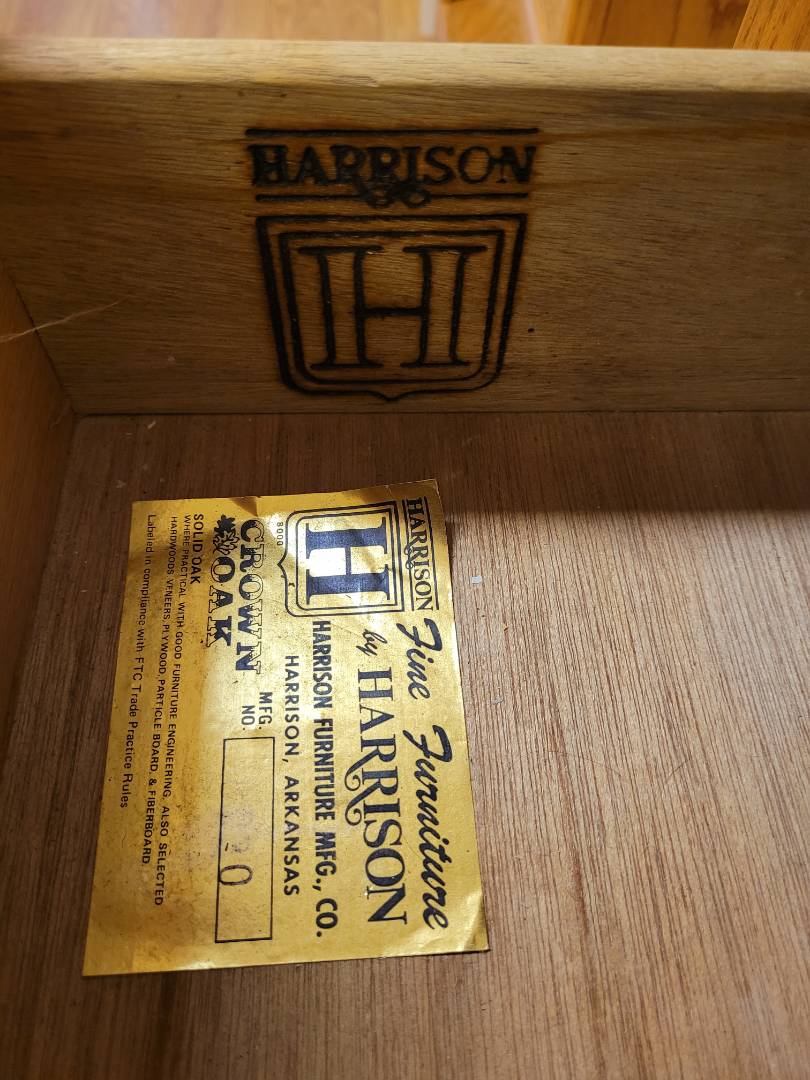 HARRISON
H
HARRISON
H
8000
Fine Furniture
by HARRISON
HARRISON FURNITURE MFG., CO.
HARRISON, ARKANSAS
CROWN
OAK
MFG.
NO.
0
SOLID OAK
WHERE PRACTICAL WITH GOOD FURNITURE ENGINEERING. ALSO SELECTED
HARDWOODS VENEERS, PLYWOOD, PARTICLE BOARD, & FIBERBOARD.
Labeled in compliance with FTC Trade Practice Rules